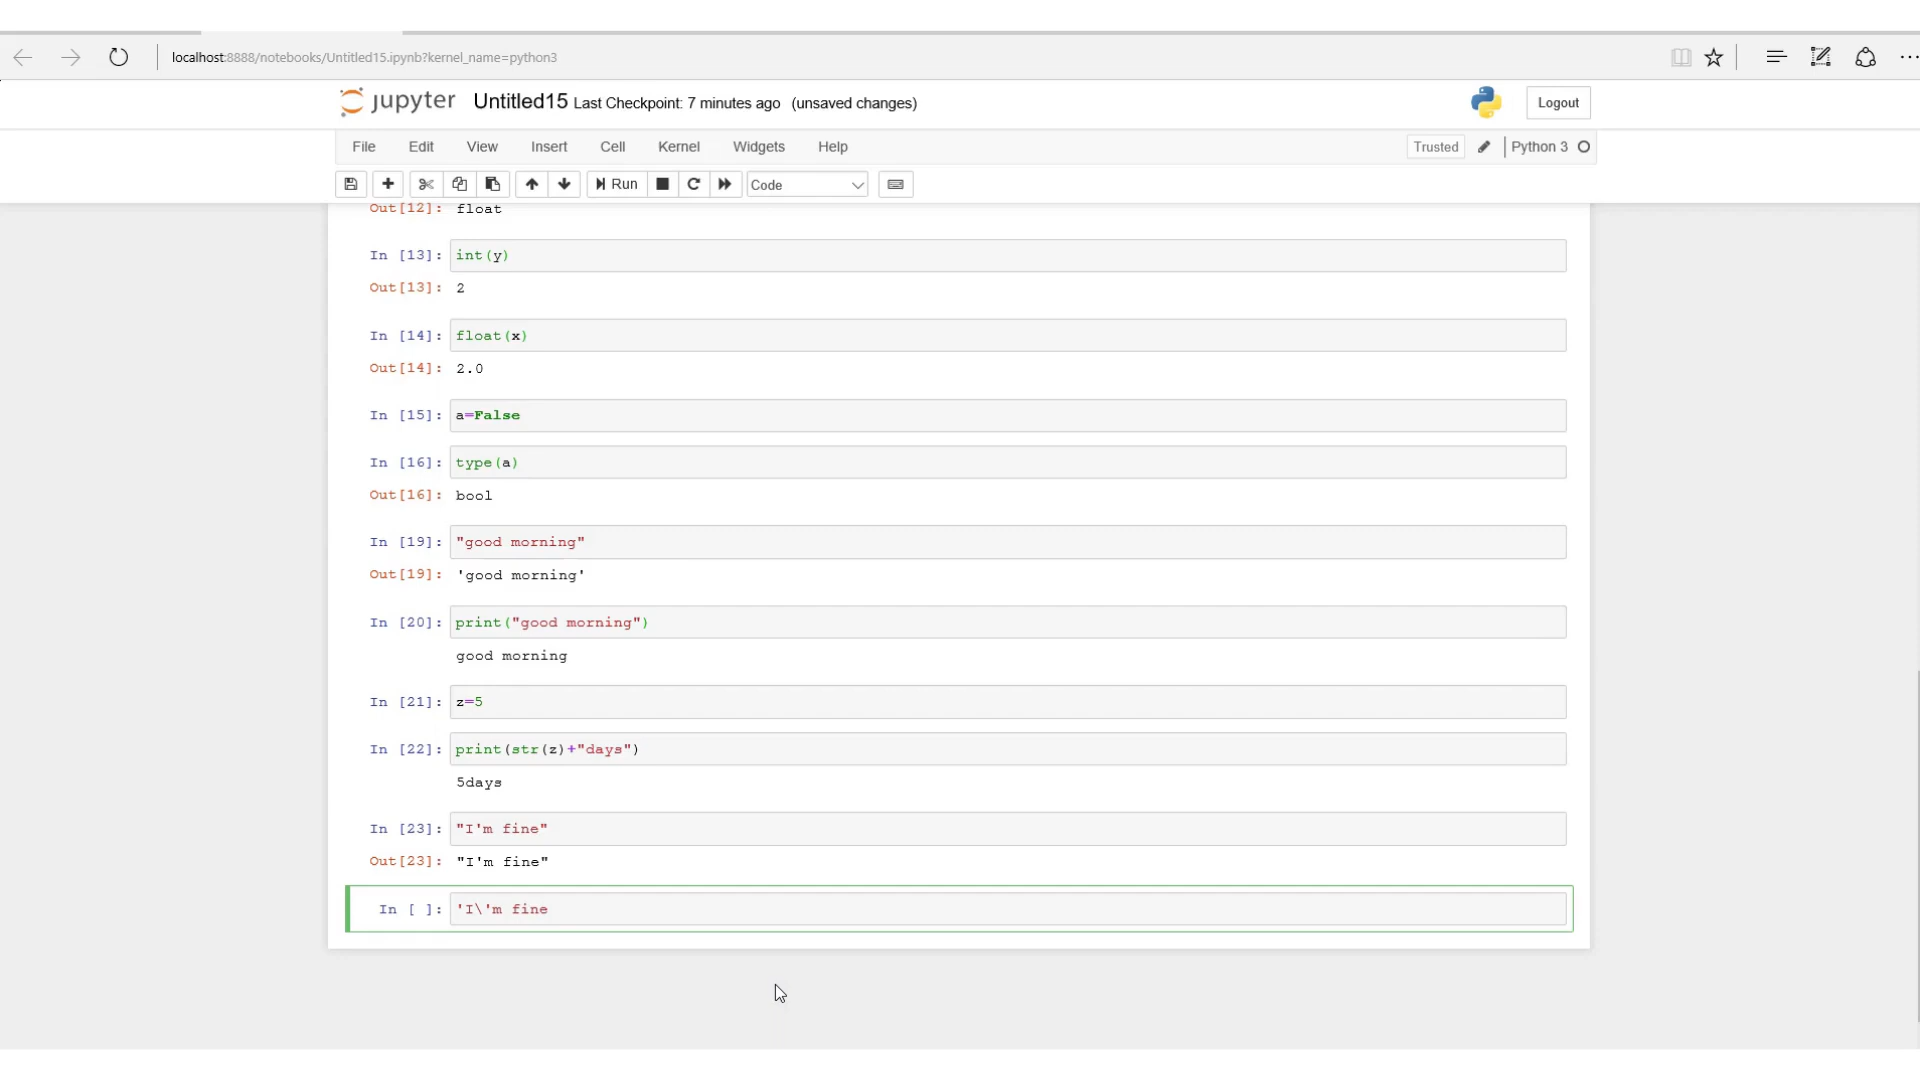 localhost:8888/notebooks/Untitled15.ipynb?kernel_name=python3
jupyter Untitled15 Last Checkpoint: 7 minutes ago (unsaved changes)
Logout
File Edit View Insert Cell Kernel Widgets Help
Trusted Python 3
Run Code
Out[12]: float
In [13]: int(y)
Out[13]: 2
In [14]: float(x)
Out[14]: 2.0
In [15]: a=False
In [16]: type(a)
Out[16]: bool
In [19]: "good morning"
Out[19]: 'good morning'
In [20]: print("good morning")
good morning
In [21]: z=5
In [22]: print(str(z)+"days")
5days
In [23]: "I'm fine"
Out[23]: "I'm fine"
In [ ]: 'I\'m fine